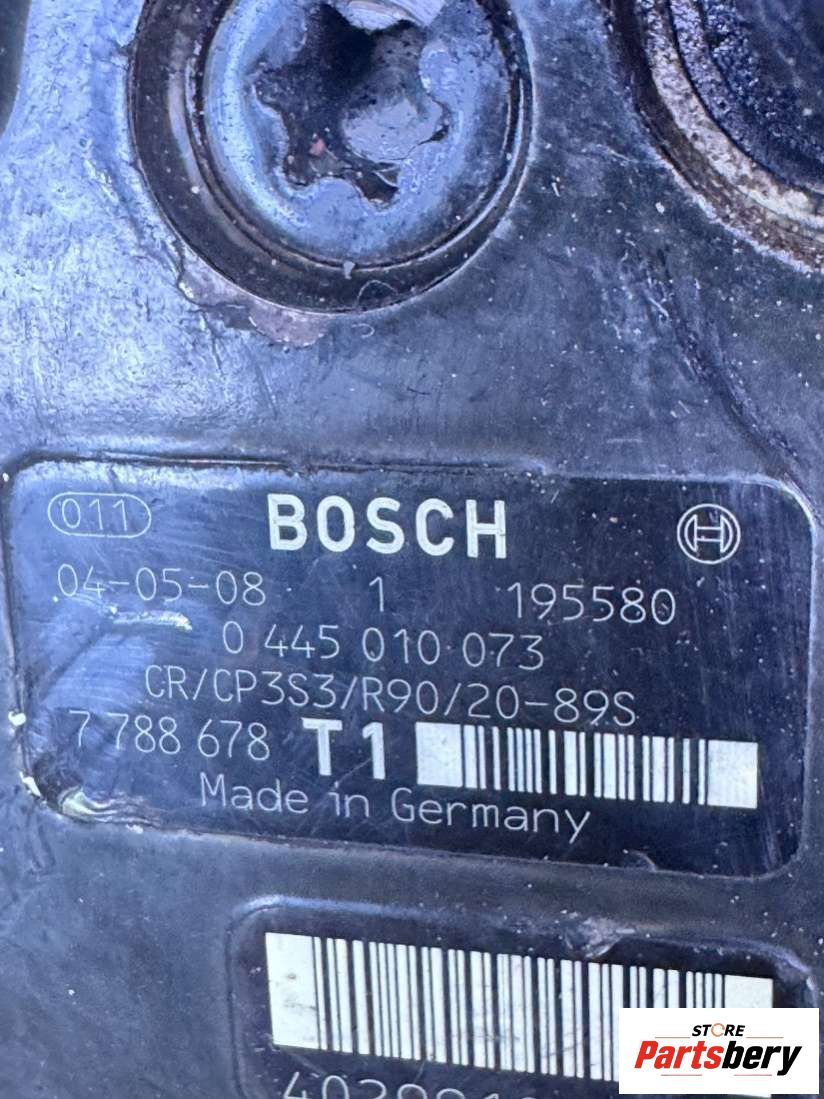 011 BOSCH
04-05-08 1 195580
0 445 010 073
CR/CP3S3/R90/20-89S
7 788 678 T1
Made in Germany
STORE
Partsbery